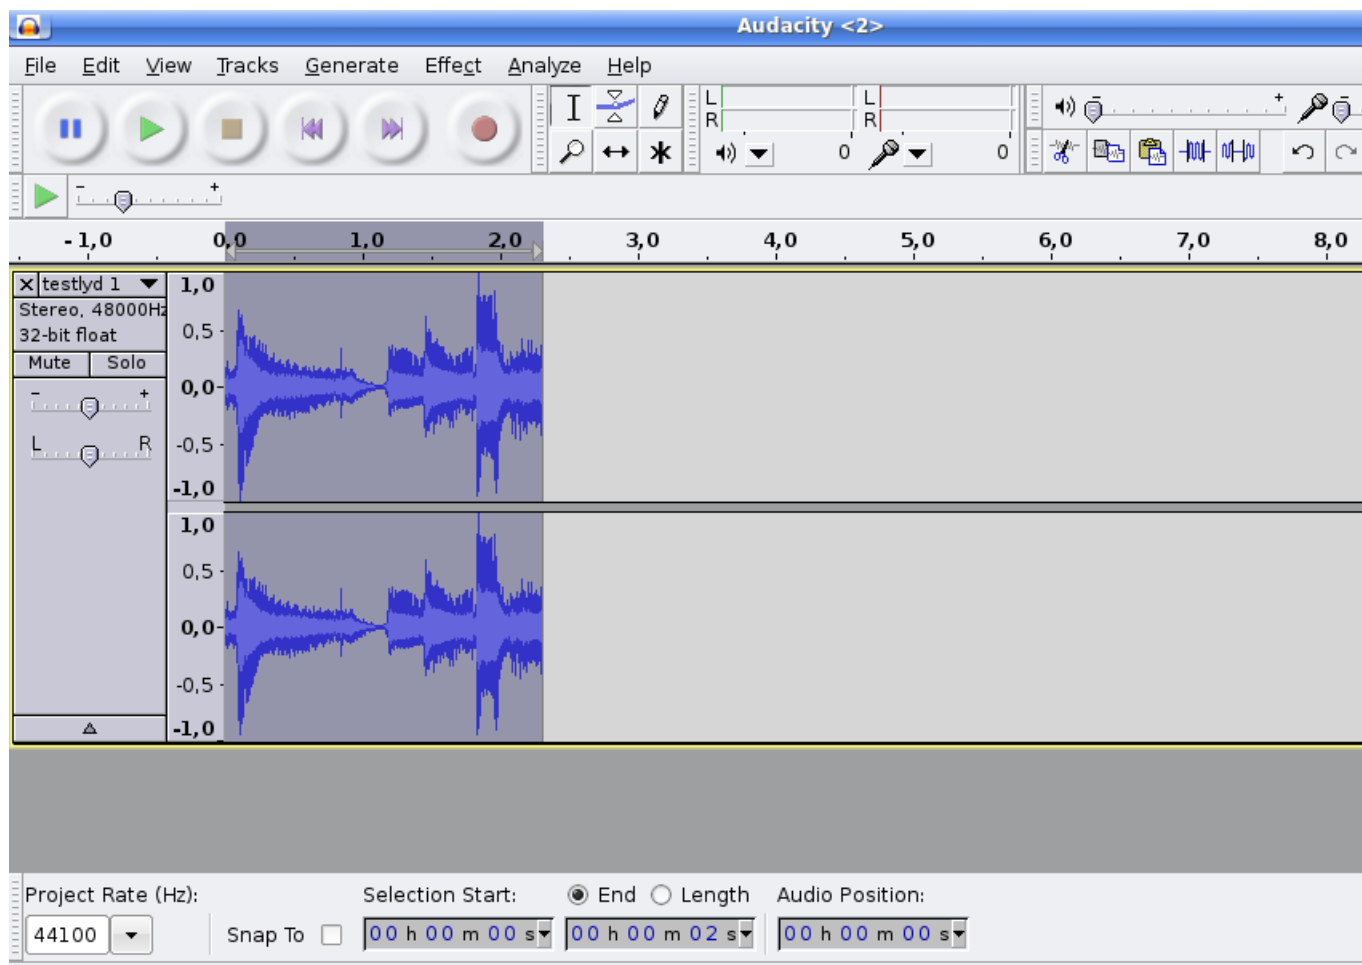 Audacity <2>
File Edit View Tracks Generate Effect Analyze Help
L R
L R
0
0
- +
- +
- 1,0 0,0 1,0 2,0 3,0 4,0 5,0 6,0 7,0 8,0
testlyd 1
Stereo, 48000Hz
32-bit float
Mute Solo
- +
L R
1,0
0,5
0,0
-0,5
-1,0
1,0
0,5
0,0
-0,5
-1,0
Project Rate (Hz): Selection Start: End Length Audio Position:
44100 Snap To 00 h 00 m 00 s 00 h 00 m 02 s 00 h 00 m 00 s